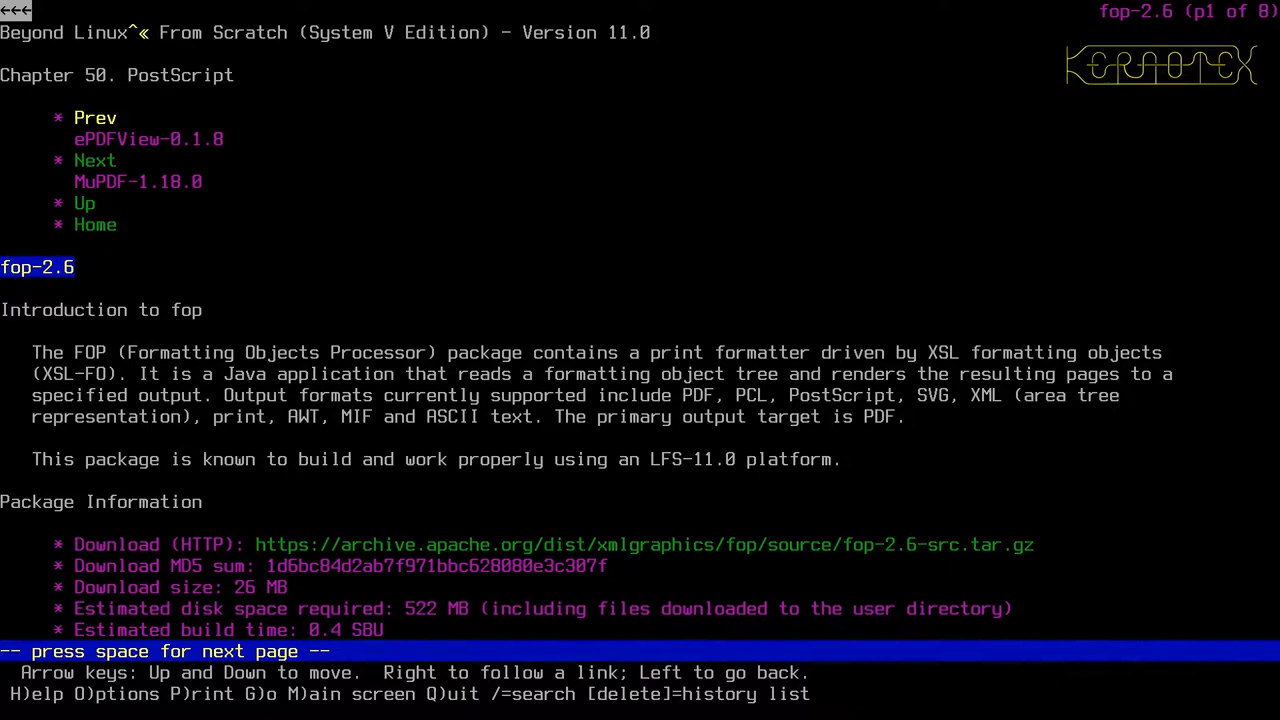 ←←←
fop-2.6 (p1 of 8)
Beyond Linux^« From Scratch (System V Edition) - Version 11.0
KERAOTEX
Chapter 50. PostScript
* Prev
ePDFView-0.1.8
* Next
MuPDF-1.18.0
* Up
* Home
fop-2.6
Introduction to fop
The FOP (Formatting Objects Processor) package contains a print formatter driven by XSL formatting objects
(XSL-FO). It is a Java application that reads a formatting object tree and renders the resulting pages to a
specified output. Output formats currently supported include PDF, PCL, PostScript, SVG, XML (area tree
representation), print, AWT, MIF and ASCII text. The primary output target is PDF.
This package is known to build and work properly using an LFS-11.0 platform.
Package Information
* Download (HTTP): https://archive.apache.org/dist/xmlgraphics/fop/source/fop-2.6-src.tar.gz
* Download MD5 sum: 1d6bc84d2ab7f971bbc628080e3c307f
* Download size: 26 MB
* Estimated disk space required: 522 MB (including files downloaded to the user directory)
* Estimated build time: 0.4 SBU
-- press space for next page --
Arrow keys: Up and Down to move.  Right to follow a link; Left to go back.
H)elp O)ptions P)rint G)o M)ain screen Q)uit /=search [delete]=history list